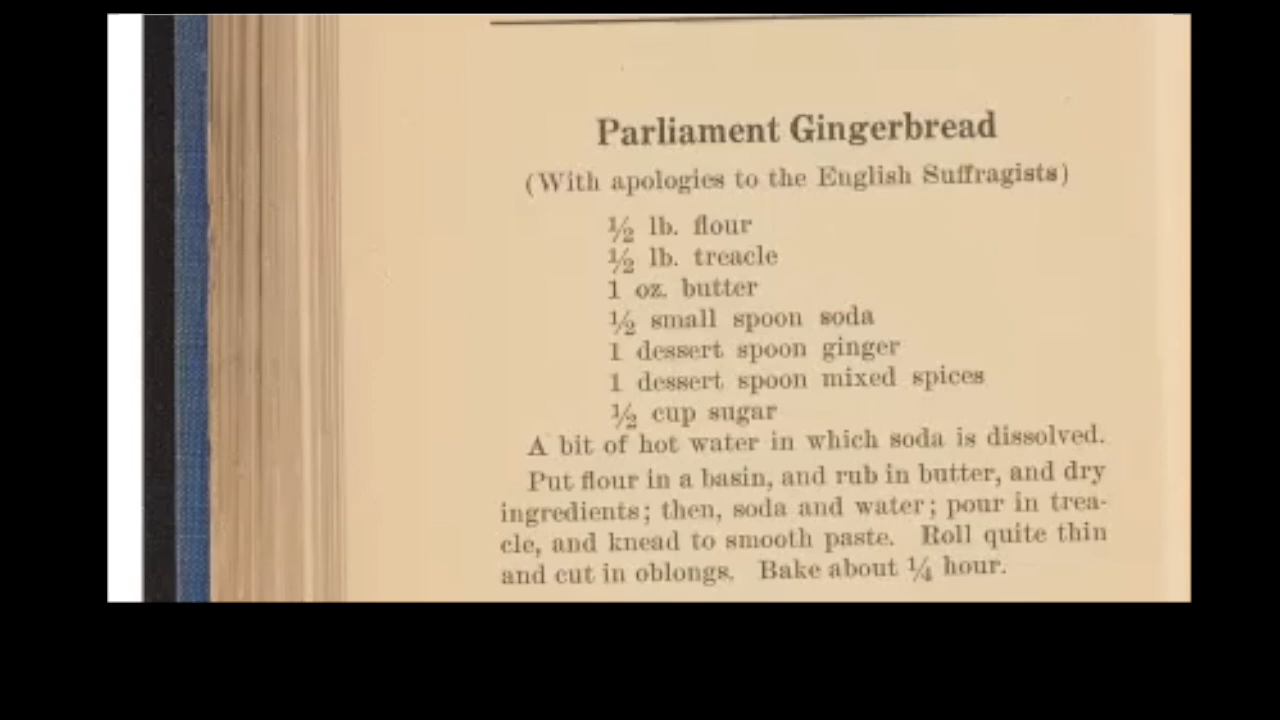 Parliament Gingerbread
(With apologies to the English Suffragists)
½ lb. flour
½ lb. treacle
1 oz. butter
½ small spoon soda
1 dessert spoon ginger
1 dessert spoon mixed spices
½ cup sugar
A bit of hot water in which soda is dissolved.
Put flour in a basin, and rub in butter, and dry
ingredients; then, soda and water; pour in trea-
cle, and knead to smooth paste. Roll quite thin
and cut in oblongs. Bake about ¼ hour.